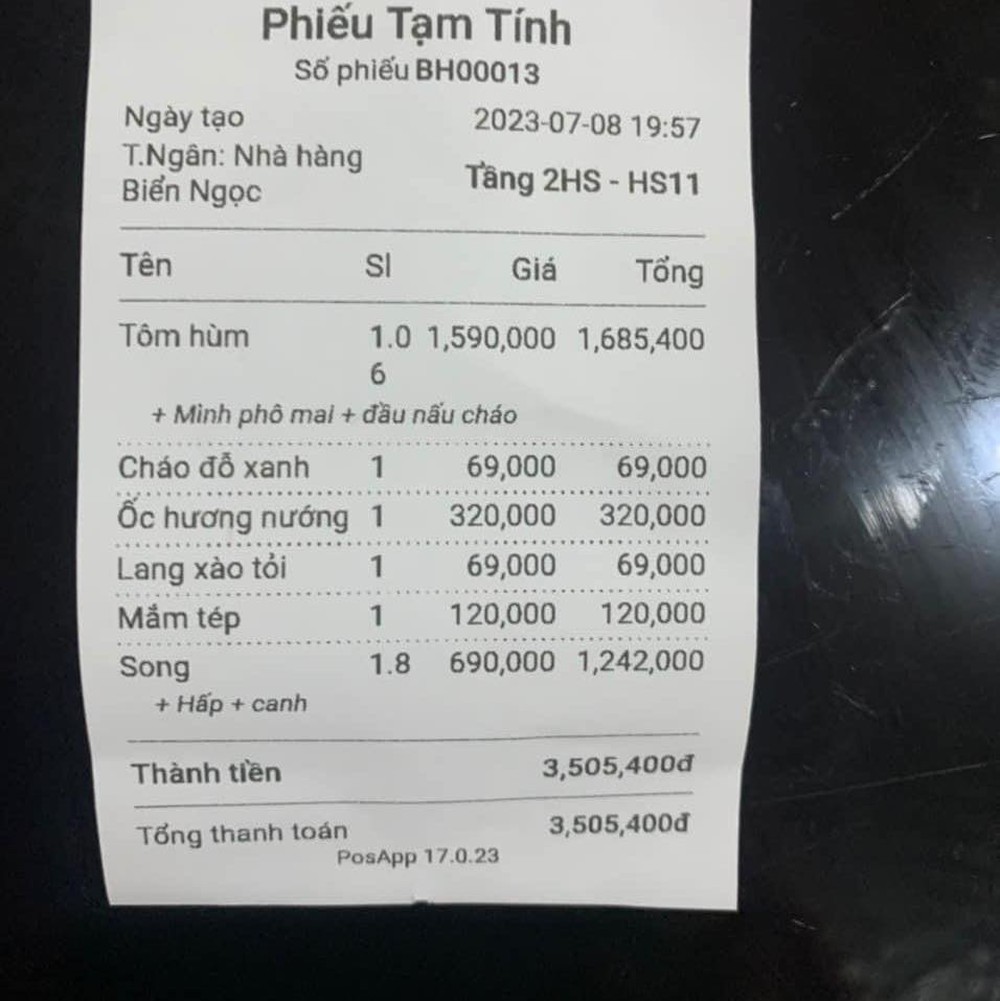 Phiếu Tạm Tính
Số phiếu BH00013
Ngày tạo 2023-07-08 19:57
T.Ngân: Nhà hàng
Biển Ngọc Tầng 2HS - HS11
Tên Sl Giá Tổng
Tôm hùm 1.0 1,590,000 1,685,400
6
+ Mình phô mai + đầu nấu cháo
Cháo đỗ xanh 1 69,000 69,000
Ốc hương nướng 1 320,000 320,000
Lang xào tỏi 1 69,000 69,000
Mắm tép 1 120,000 120,000
Song 1.8 690,000 1,242,000
+ Hấp + canh
Thành tiền 3,505,400đ
Tổng thanh toán 3,505,400đ
PosApp 17.0.23